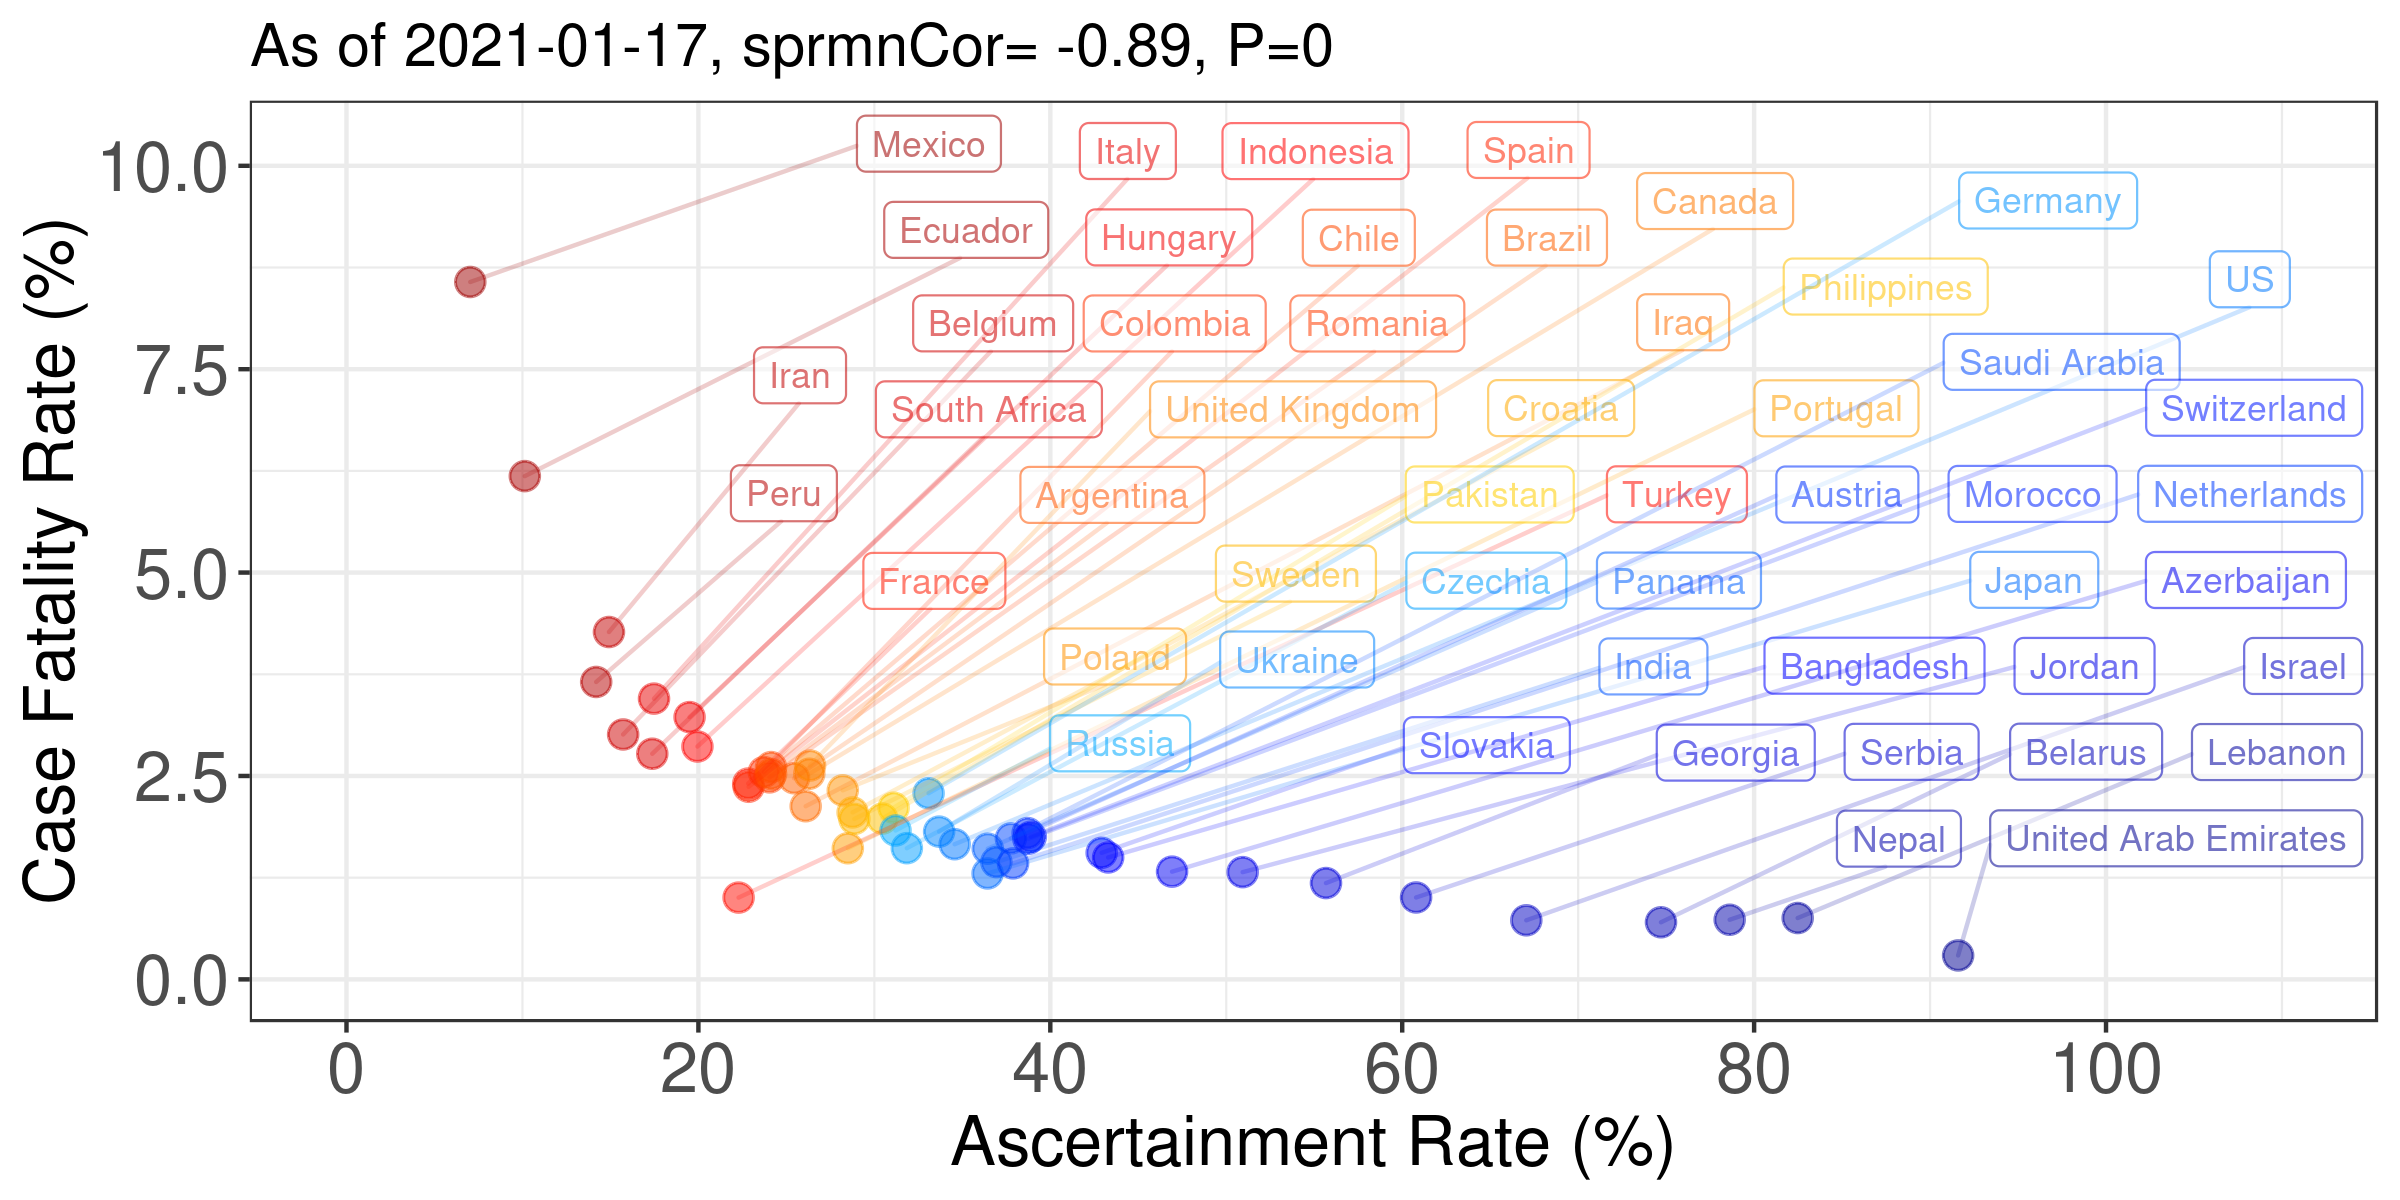 As of 2021-01-17, sprmnCor= -0.89, P=0
Case Fatality Rate (%)
10.0
7.5
5.0
2.5
0.0
Mexico
Italy
Indonesia
Spain
Canada
Germany
Ecuador
Hungary
Chile
Brazil
Philippines
US
Belgium
Colombia
Romania
Iraq
Saudi Arabia
Iran
South Africa
United Kingdom
Croatia
Portugal
Switzerland
Peru
Argentina
Pakistan
Turkey
Austria
Morocco
Netherlands
France
Sweden
Czechia
Panama
Japan
Azerbaijan
Poland
Ukraine
India
Bangladesh
Jordan
Israel
Russia
Slovakia
Georgia
Serbia
Belarus
Lebanon
Nepal
United Arab Emirates
0
20
40
60
80
100
Ascertainment Rate (%)